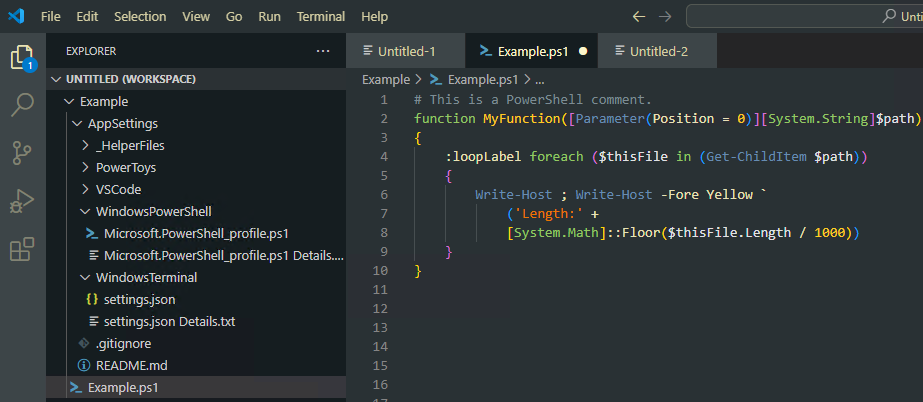 File Edit Selection View Go Run Terminal Help
Unti
1
EXPLORER
UNTITLED (WORKSPACE)
Example
AppSettings
_HelperFiles
PowerToys
VSCode
WindowsPowerShell
Microsoft.PowerShell_profile.ps1
Microsoft.PowerShell_profile.ps1 Details....
WindowsTerminal
{} settings.json
settings.json Details.txt
.gitignore
README.md
Example.ps1
Untitled-1 Example.ps1 Untitled-2
Example > Example.ps1 > ...
1 # This is a PowerShell comment.
2 function MyFunction([Parameter(Position = 0)][System.String]$path)
3 {
4 :loopLabel foreach ($thisFile in (Get-ChildItem $path))
5 {
6 Write-Host ; Write-Host -Fore Yellow `
7 ('Length:' +
8 [System.Math]::Floor($thisFile.Length / 1000))
9 }
10 }
11
12
13
14
15
16
17